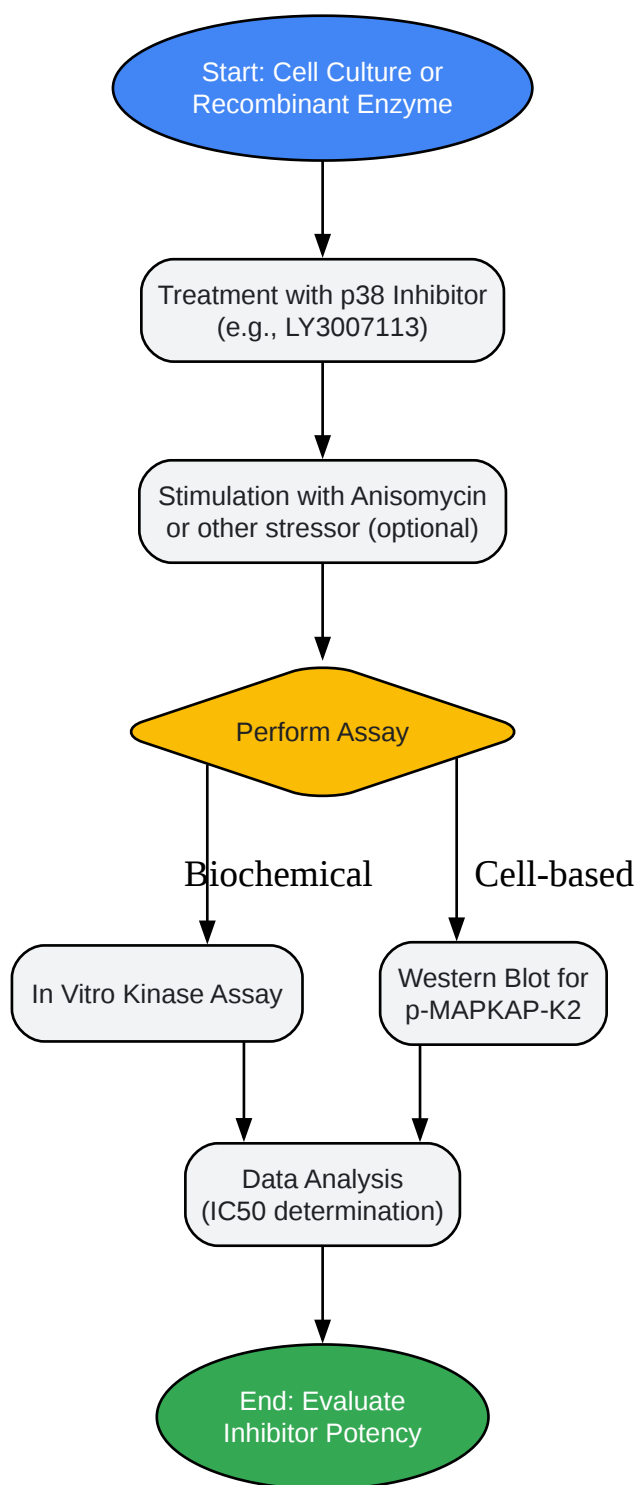 Start: Cell Culture or
Recombinant Enzyme
Treatment with p38 Inhibitor
(e.g., LY3007113)
Stimulation with Anisomycin
or other stressor (optional)
Perform Assay
Biochemical
Cell-based
In Vitro Kinase Assay
Western Blot for
p-MAPKAP-K2
Data Analysis
(IC50 determination)
End: Evaluate
Inhibitor Potency